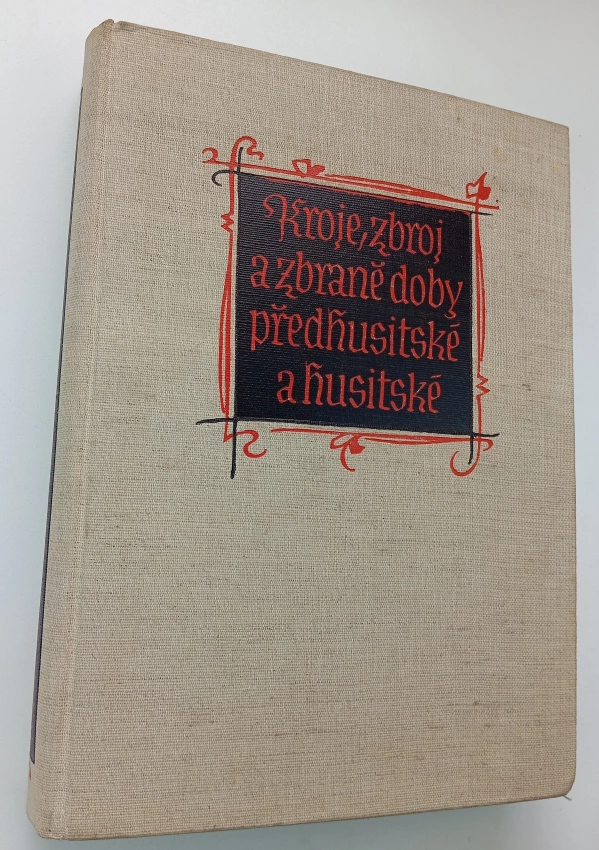 Kroje, zbroj
a zbraně doby
předhusitské
a husitské